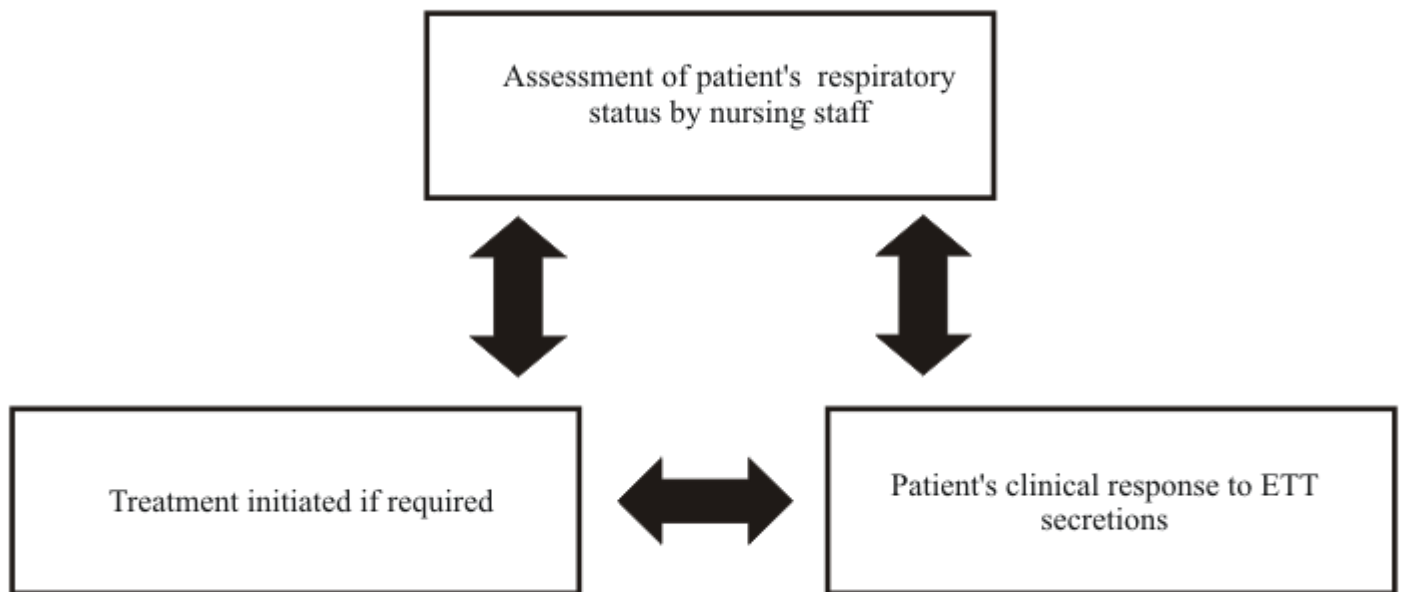 Assessment of patient's  respiratory
status by nursing staff
Treatment initiated if required
Patient's clinical response to ETT
secretions